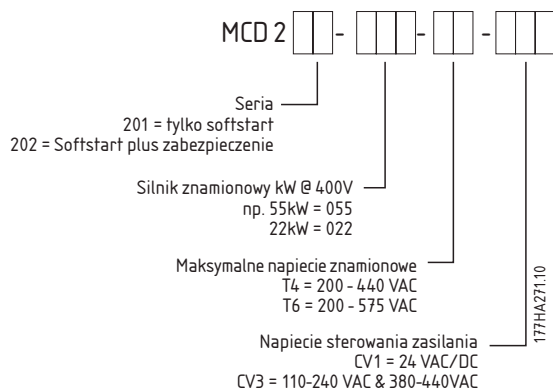 MCD 2 - - -
Seria
201 = tylko softstart
202 = Softstart plus zabezpieczenie
Silnik znamionowy kW @ 400V
np. 55kW = 055
22kW = 022
Maksymalne napiecie znamionowe
T4 = 200 - 440 VAC
T6 = 200 - 575 VAC
Napiecie sterowania zasilania
CV1 = 24 VAC/DC
CV3 = 110-240 VAC & 380-440VAC
177HA271.10